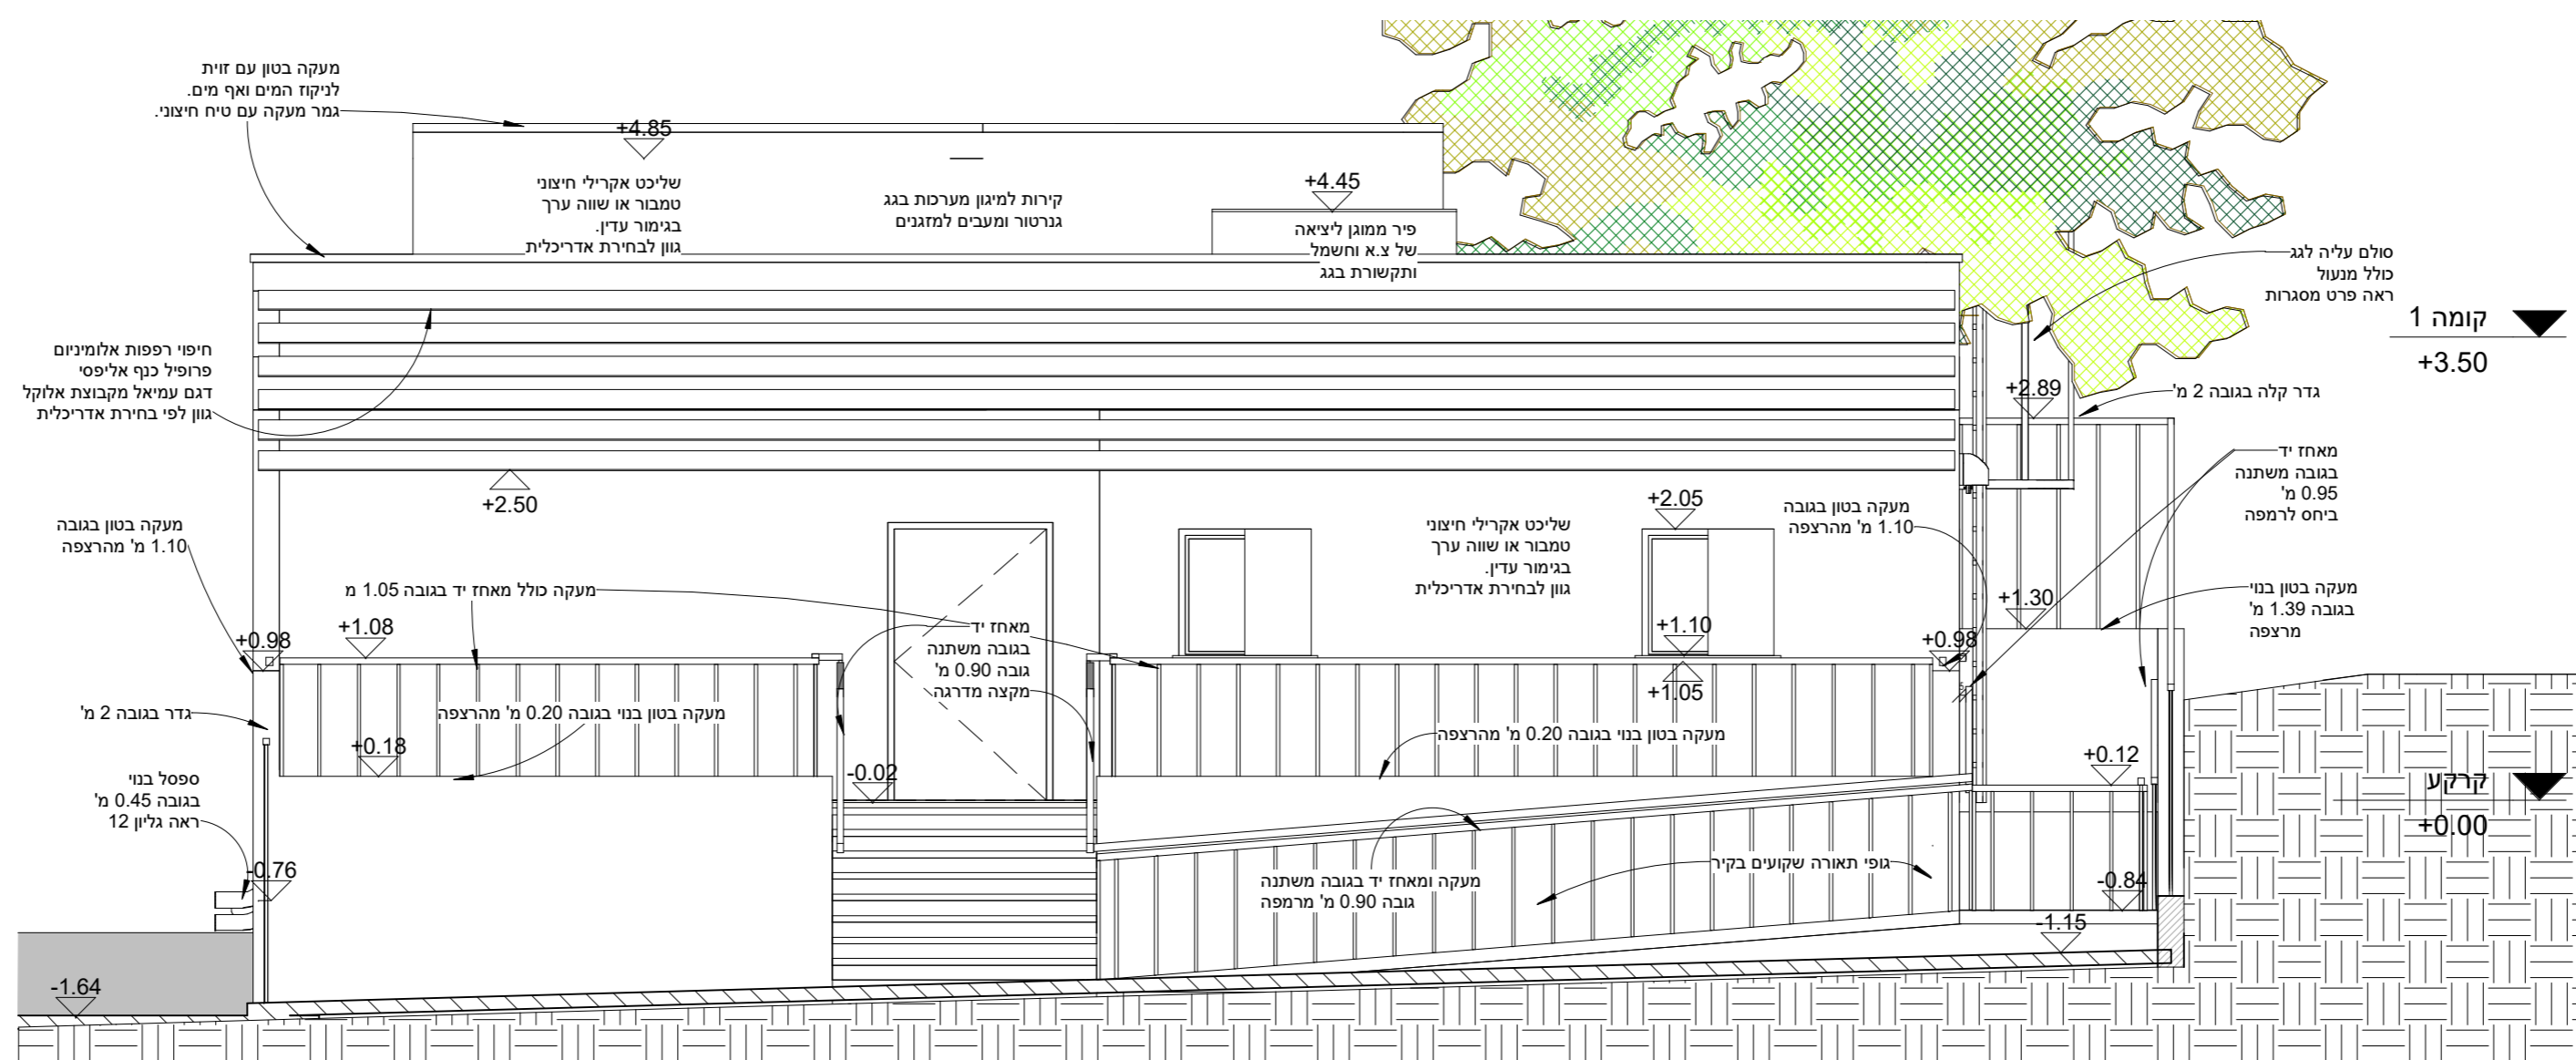 מעקה בטון עם זוית
לניקוז המים ואף מים.
גמר מעקה עם טיח חיצוני.
+4.85
שליכט אקרילי חיצוני
טמבור או שווה ערך
בגימור עדין.
גוון לבחירת אדריכלית
קירות למיגון מערכות בגג
גנרטור ומעבים למזגנים
+4.45
פיר ממוגן ליציאה
של צ.א וחשמל
ותקשורת בגג
סולם עליה לגג
כולל מנעול
ראה פרט מסגרות
קומה 1
+3.50
חיפוי רפפות אלומיניום
פרופיל כנף אליפסי
דגם עמיאל מקבוצת אלוקל
גוון לפי בחירת אדריכלית
+2.89
גדר קלה בגובה 2 מ'
+2.50
מאחז יד
בגובה משתנה
0.95 מ'
ביחס לרמפה
מעקה בטון בגובה
1.10 מ' מהרצפה
+2.05
שליכט אקרילי חיצוני
טמבור או שווה ערך
בגימור עדין.
גוון לבחירת אדריכלית
מעקה בטון בגובה
1.10 מ' מהרצפה
מעקה כולל מאחז יד בגובה 1.05 מ
+1.30
מעקה בטון בנוי
בגובה 1.39 מ'
מרצפה
+0.98
+1.08
מאחז יד
בגובה משתנה
גובה 0.90 מ'
מקצה מדרגה
+1.10
+1.05
+0.98
גדר בגובה 2 מ'
מעקה בטון בנוי בגובה 0.20 מ' מהרצפה
+0.18
-0.02
מעקה בטון בנוי בגובה 0.20 מ' מהרצפה
+0.12
קרקע
+0.00
ספסל בנוי
בגובה 0.45 מ'
ראה גליון 12
-0.76
מעקה ומאחז יד בגובה משתנה
גובה 0.90 מ' מרמפה
גופי תאורה שקועים בקיר
-0.84
-1.15
-1.64